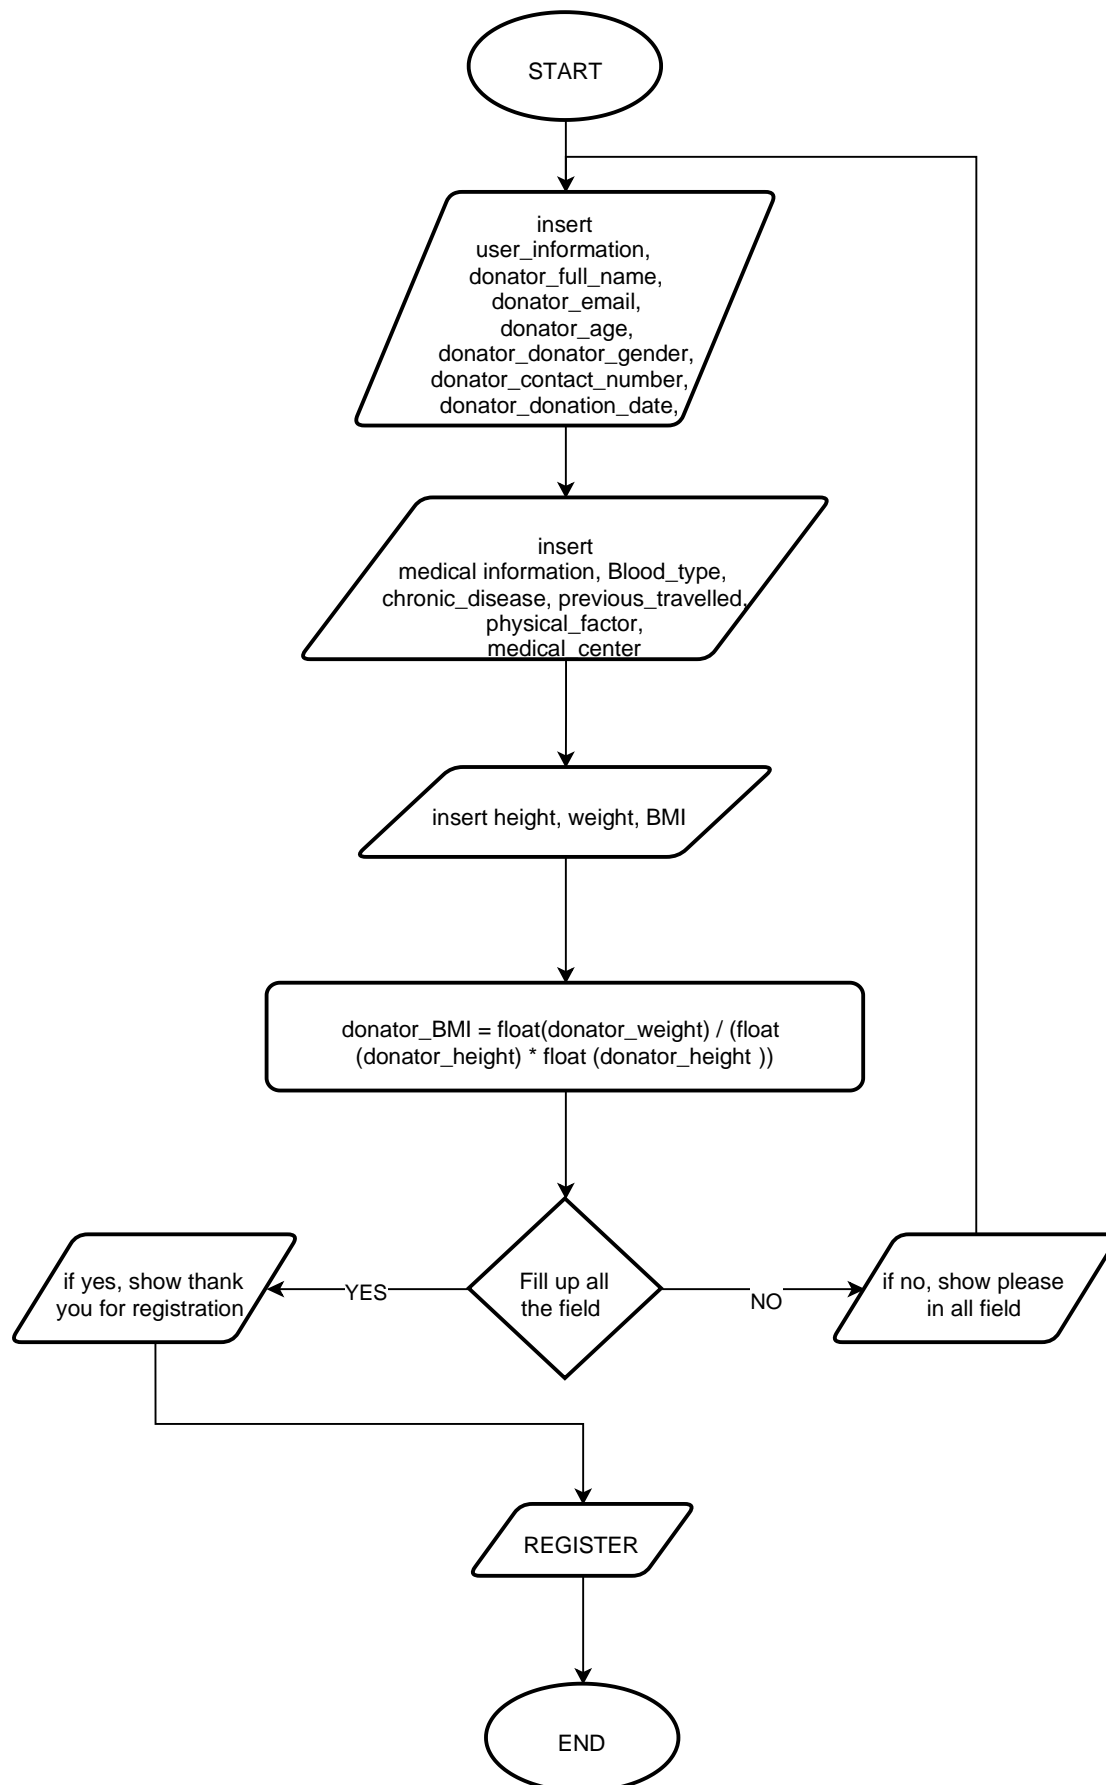 START
insert
user_information,
donator_full_name,
donator_email,
donator_age,
donator_donator_gender,
donator_contact_number,
donator_donation_date,
insert
medical information, Blood_type,
chronic_disease, previous_travelled,
physical_factor,
medical_center
insert height, weight, BMI
donator_BMI = float(donator_weight) / (float
(donator_height) * float (donator_height ))
Fill up all
the field
YES
NO
if yes, show thank
you for registration
if no, show please
in all field
REGISTER
END